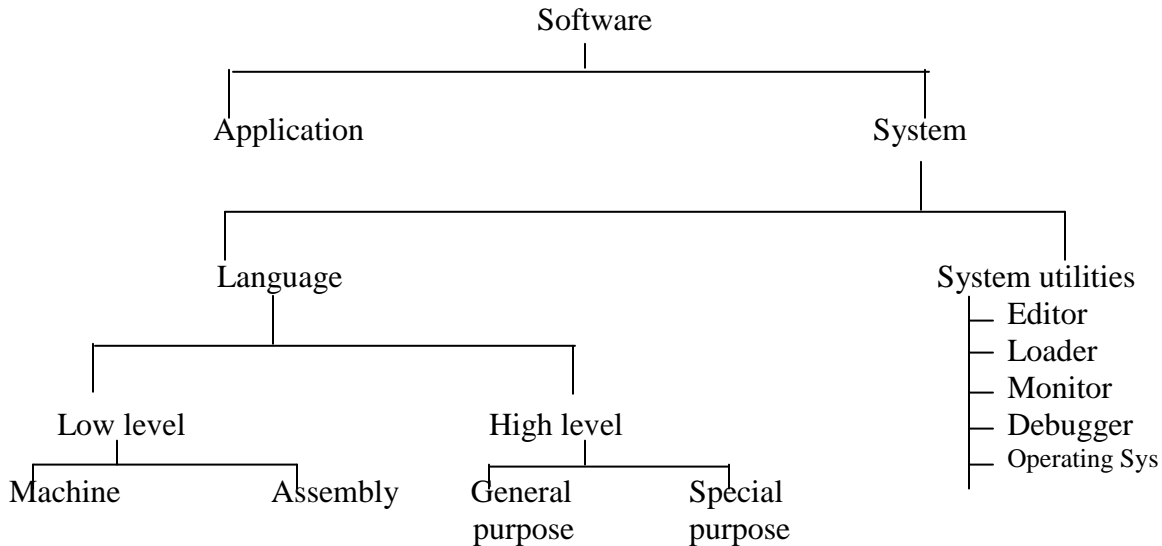 Software
Application
System
Language
System utilities
Editor
Loader
Monitor
Debugger
Operating Sys
Low level
High level
Machine
Assembly
General
purpose
Special
purpose